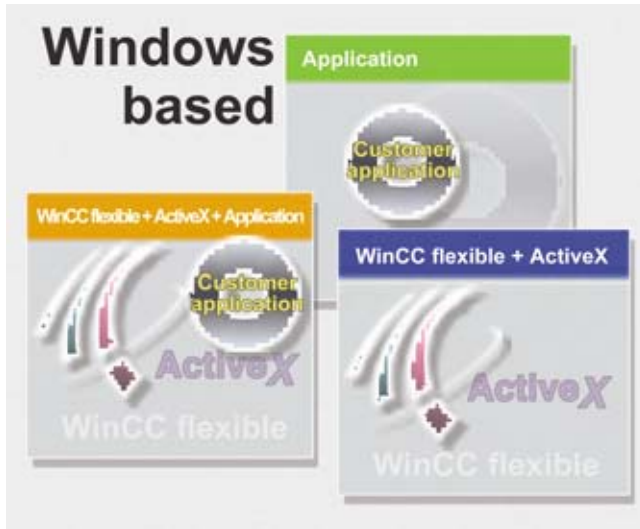 Windows
based
Application
Customer
application
WinCC flexible + ActiveX + Application
Customer
application
ActiveX
WinCC flexible
WinCC flexible + ActiveX
ActiveX
WinCC flexible